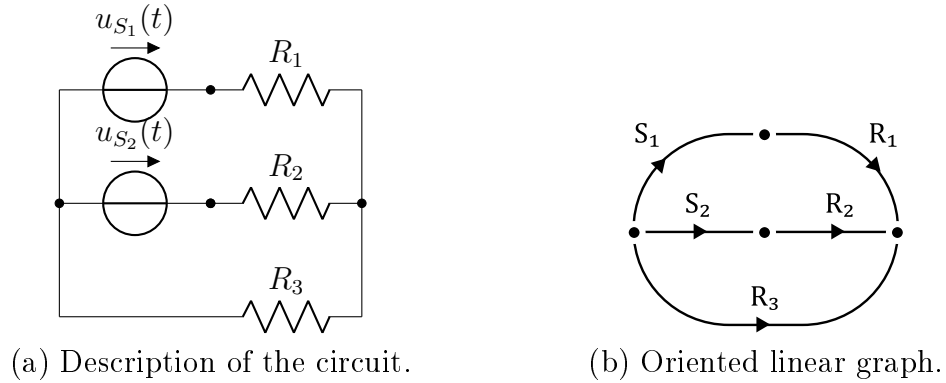 u_{S_1}(t)
R_1
u_{S_2}(t)
R_2
R_3
(a) Description of the circuit.
S_1
R_1
S_2
R_2
R_3
(b) Oriented linear graph.